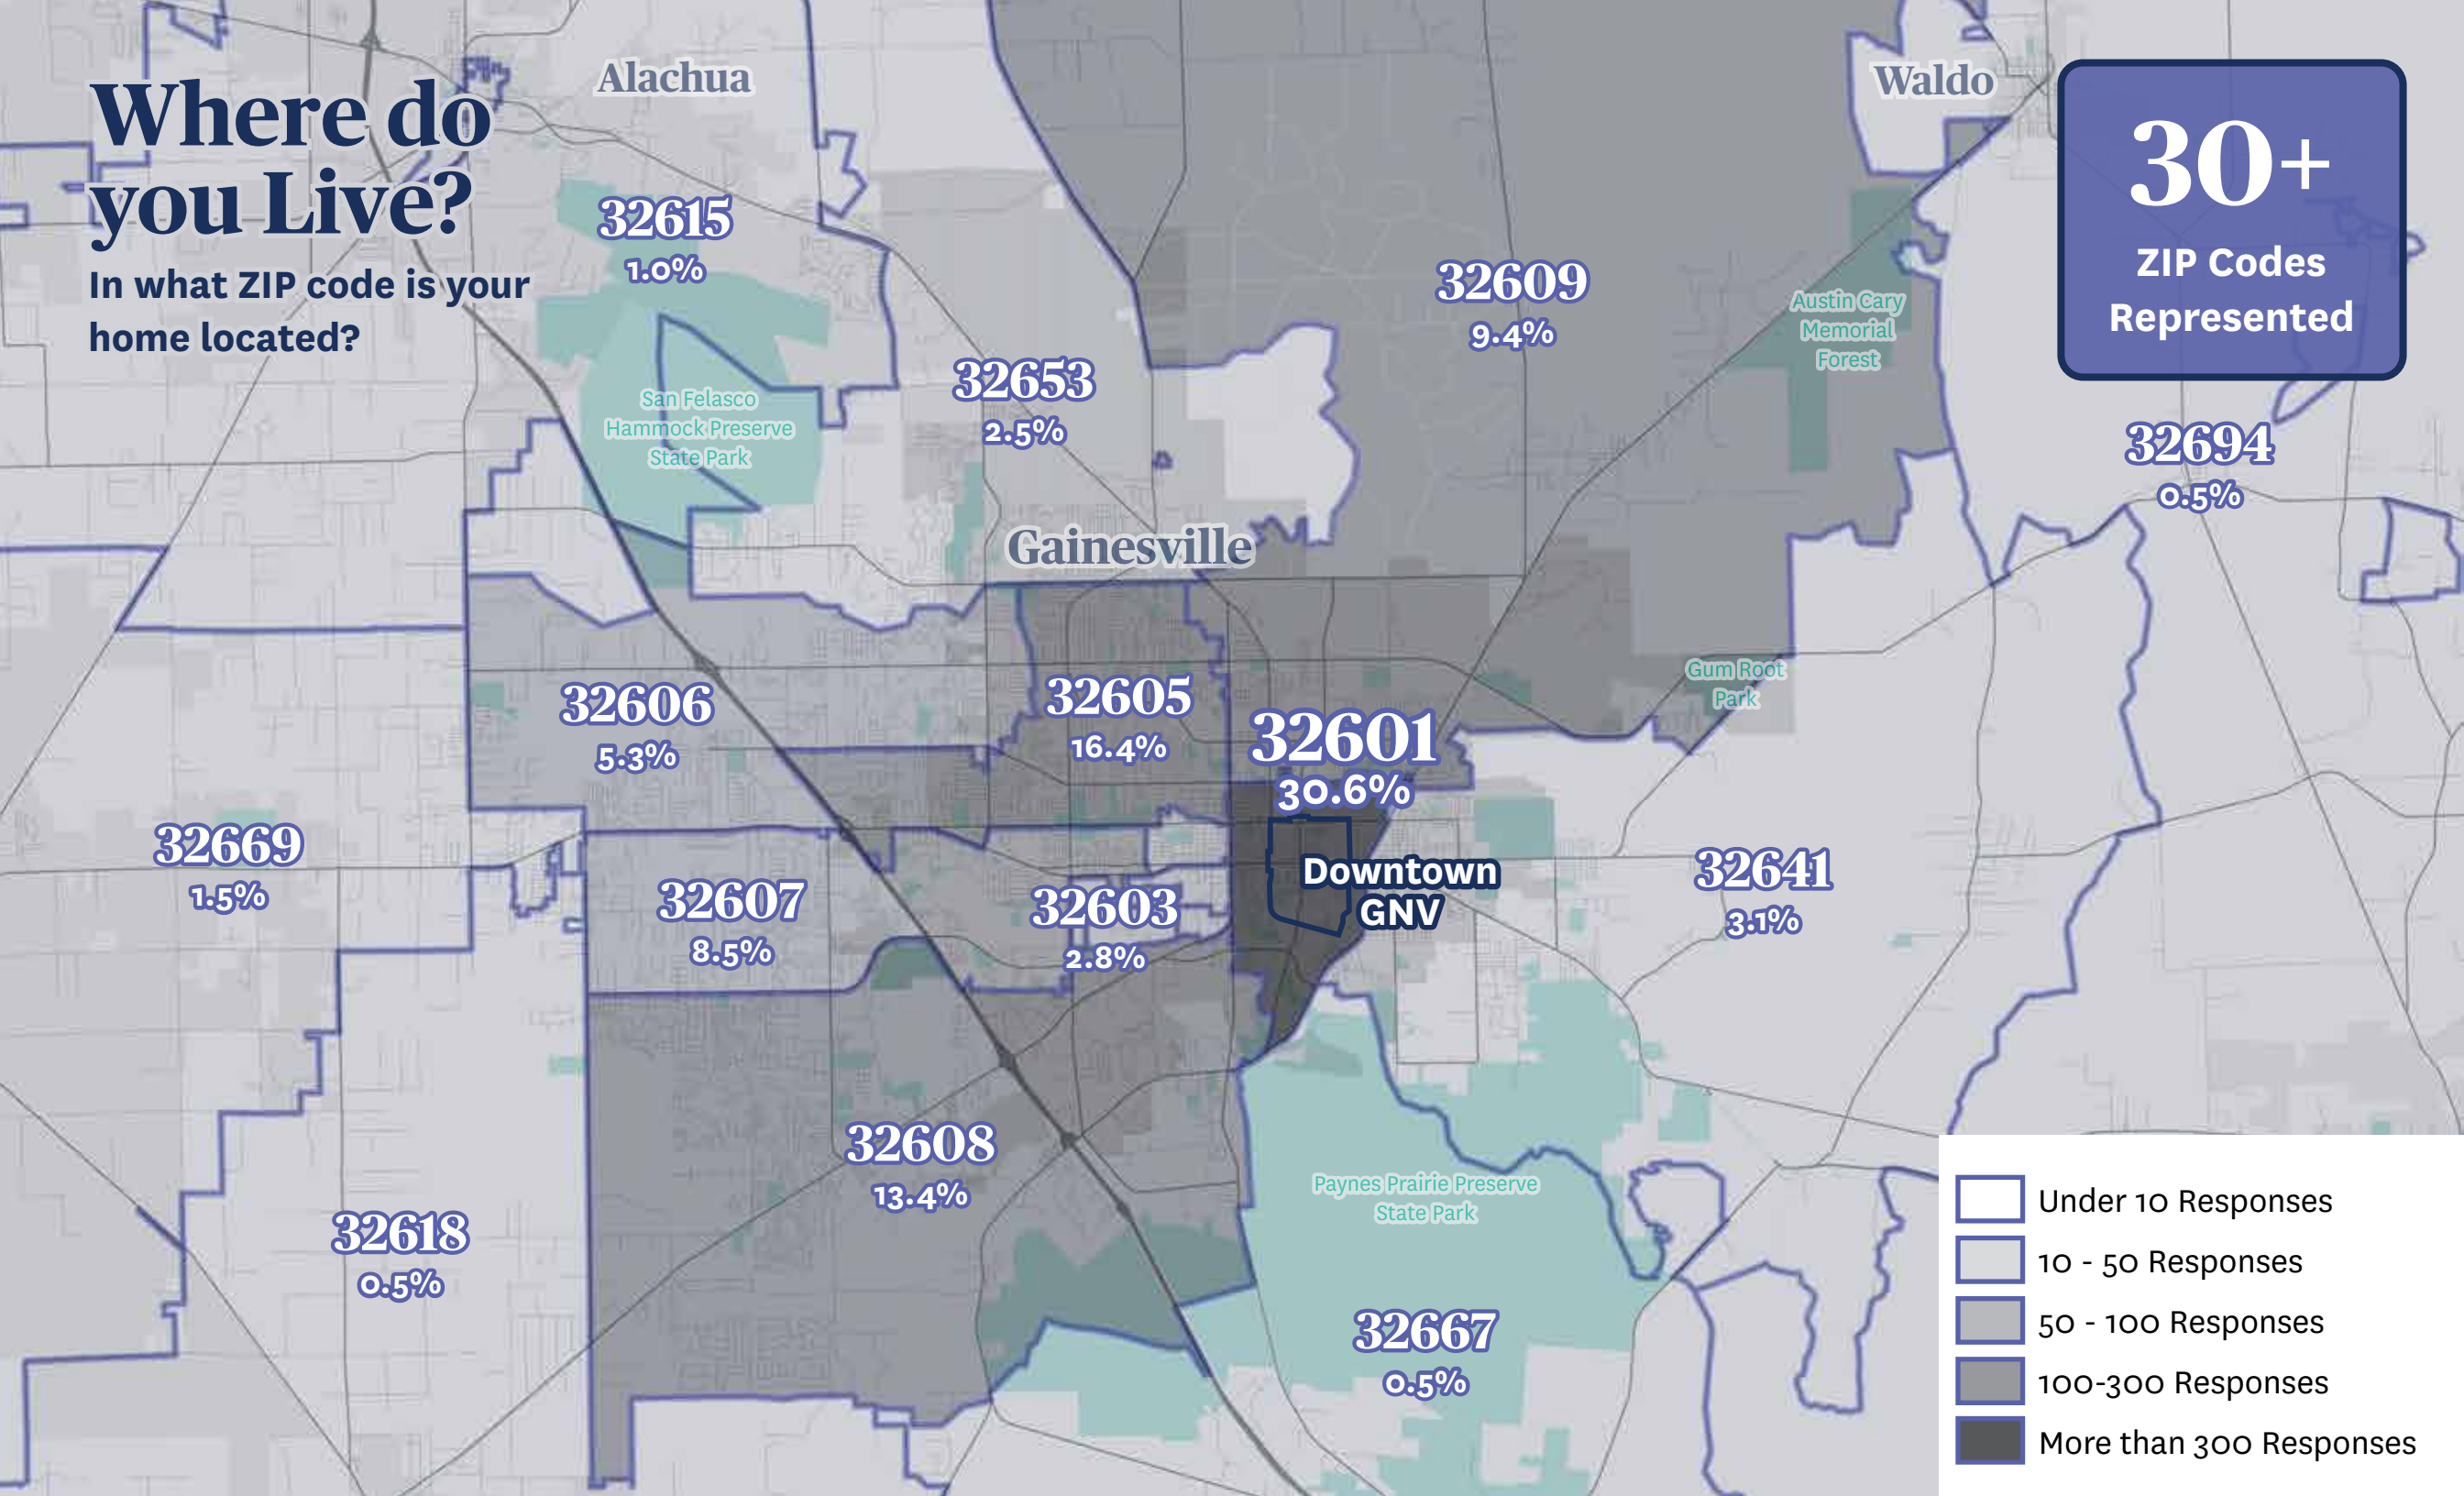 Where do
you Live?
In what ZIP code is your
home located?
Alachua
Waldo
30+
ZIP Codes
Represented
32615
1.0%
32609
9.4%
Austin Cary
Memorial
Forest
32653
2.5%
San Felasco
Hammock Preserve
State Park
32694
0.5%
Gainesville
32606
5.3%
32605
16.4%
Gum Root
Park
32601
30.6%
32669
1.5%
Downtown
GNV
32641
3.1%
32607
8.5%
32603
2.8%
32608
13.4%
Paynes Prairie Preserve
State Park
32618
0.5%
32667
0.5%
Under 10 Responses
10 - 50 Responses
50 - 100 Responses
100-300 Responses
More than 300 Responses